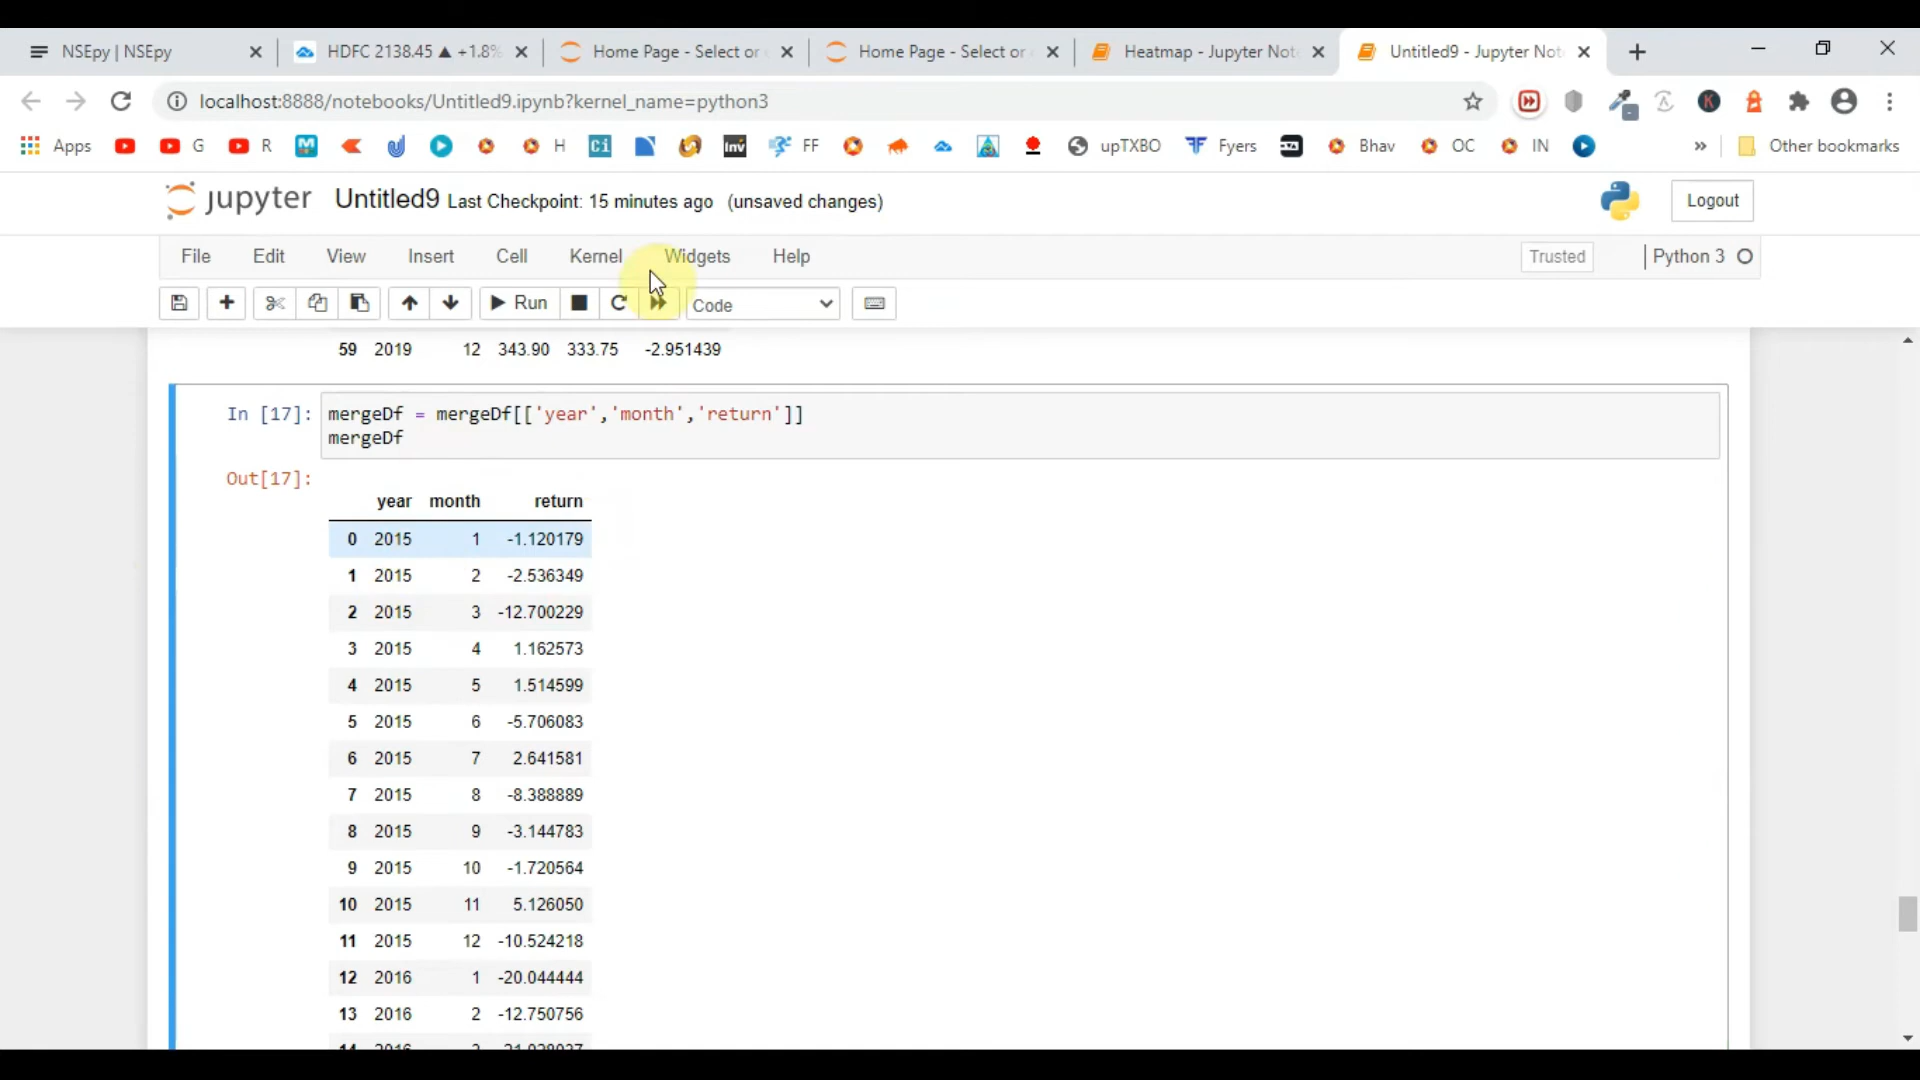 NSEpy | NSEpy
HDFC 2138.45 ▲ +1.8%
Home Page - Select or
Home Page - Select or
Heatmap - Jupyter Not
Untitled9 - Jupyter Not
localhost:8888/notebooks/Untitled9.ipynb?kernel_name=python3
Apps G R H Ci Inv FF upTXBO Fyers Bhav OC IN » Other bookmarks
jupyter Untitled9 Last Checkpoint: 15 minutes ago (unsaved changes) Logout
File Edit View Insert Cell Kernel Widgets Help Trusted Python 3
Run Code
59 2019 12 343.90 333.75 -2.951439
In [17]: mergeDf = mergeDf[['year','month','return']]
mergeDf
Out[17]:
year month return
0 2015 1 -1.120179
1 2015 2 -2.536349
2 2015 3 -12.700229
3 2015 4 1.162573
4 2015 5 1.514599
5 2015 6 -5.706083
6 2015 7 2.641581
7 2015 8 -8.388889
8 2015 9 -3.144783
9 2015 10 -1.720564
10 2015 11 5.126050
11 2015 12 -10.524218
12 2016 1 -20.044444
13 2016 2 -12.750756